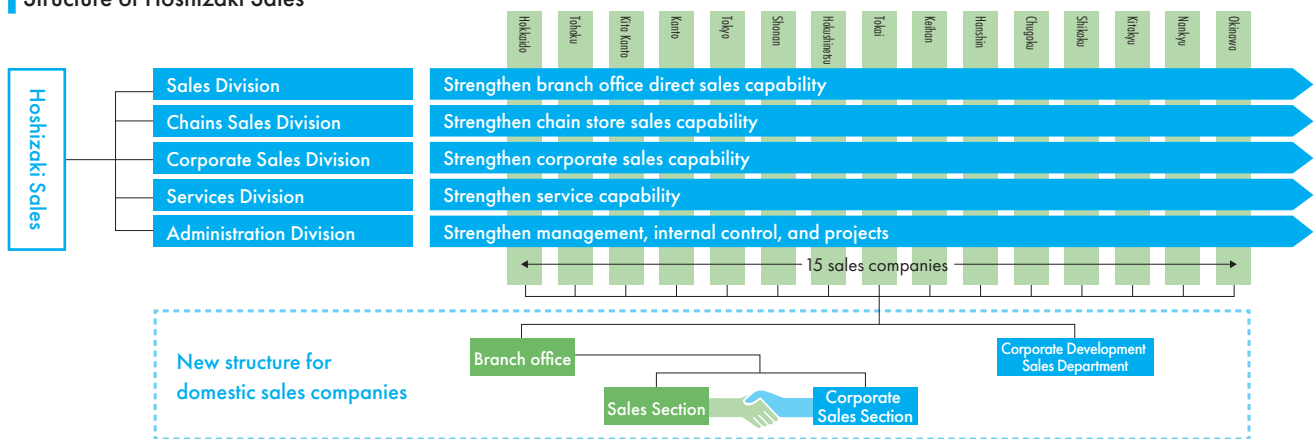 Structure of Hoshizaki Sales
Hokkaido
Tohoku
Kita Kanto
Kanto
Tokyo
Shonan
Hokushinetsu
Tokai
Keihan
Hanshin
Chugoku
Shikoku
Kitakyu
Nankyu
Okinawa
Hoshizaki Sales
Sales Division
Strengthen branch office direct sales capability
Chains Sales Division
Strengthen chain store sales capability
Corporate Sales Division
Strengthen corporate sales capability
Services Division
Strengthen service capability
Administration Division
Strengthen management, internal control, and projects
15 sales companies
New structure for
domestic sales companies
Branch office
Corporate Development
Sales Department
Sales Section
Corporate
Sales Section